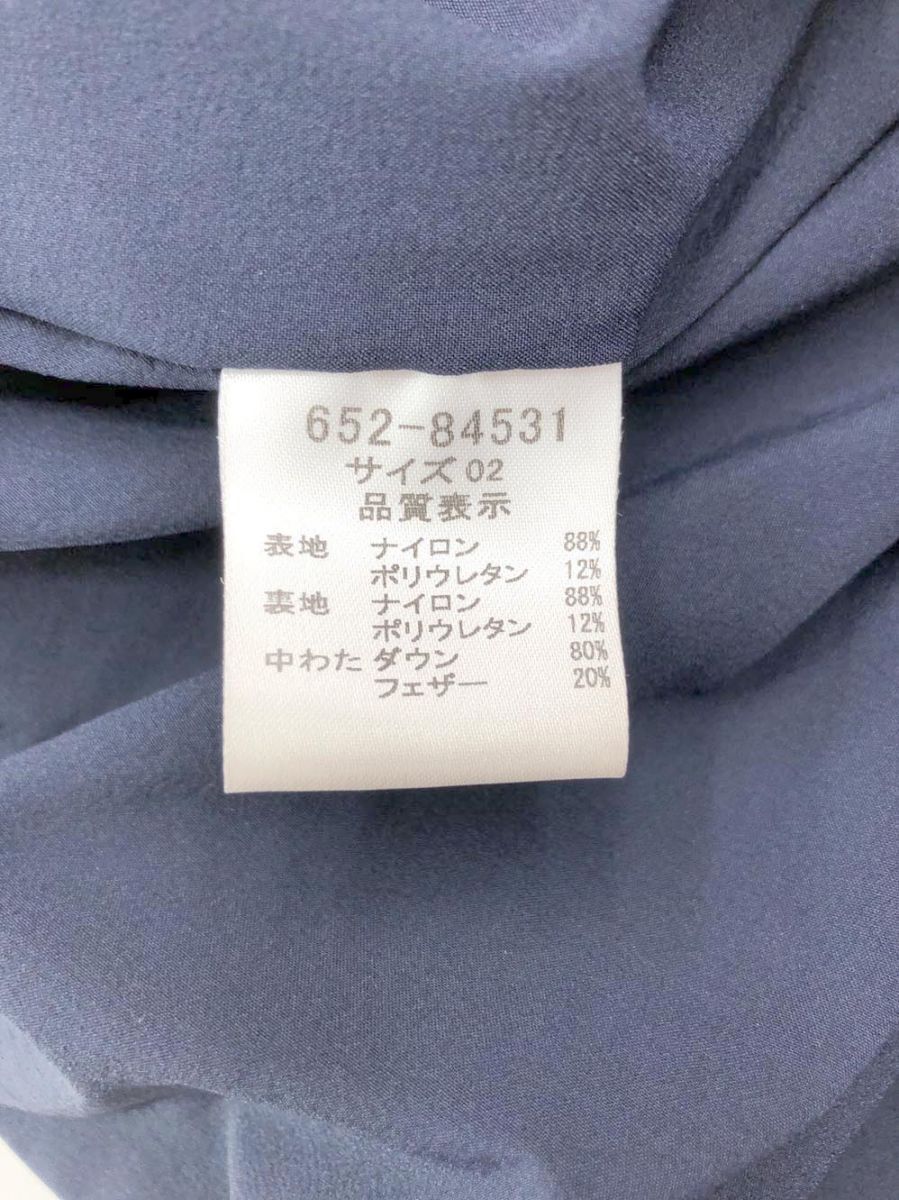 652-84531
サイズ02
品質表示
表地 ナイロン 88%
ポリウレタン 12%
裏地 ナイロン 88%
ポリウレタン 12%
中わた ダウン 80%
フェザー 20%